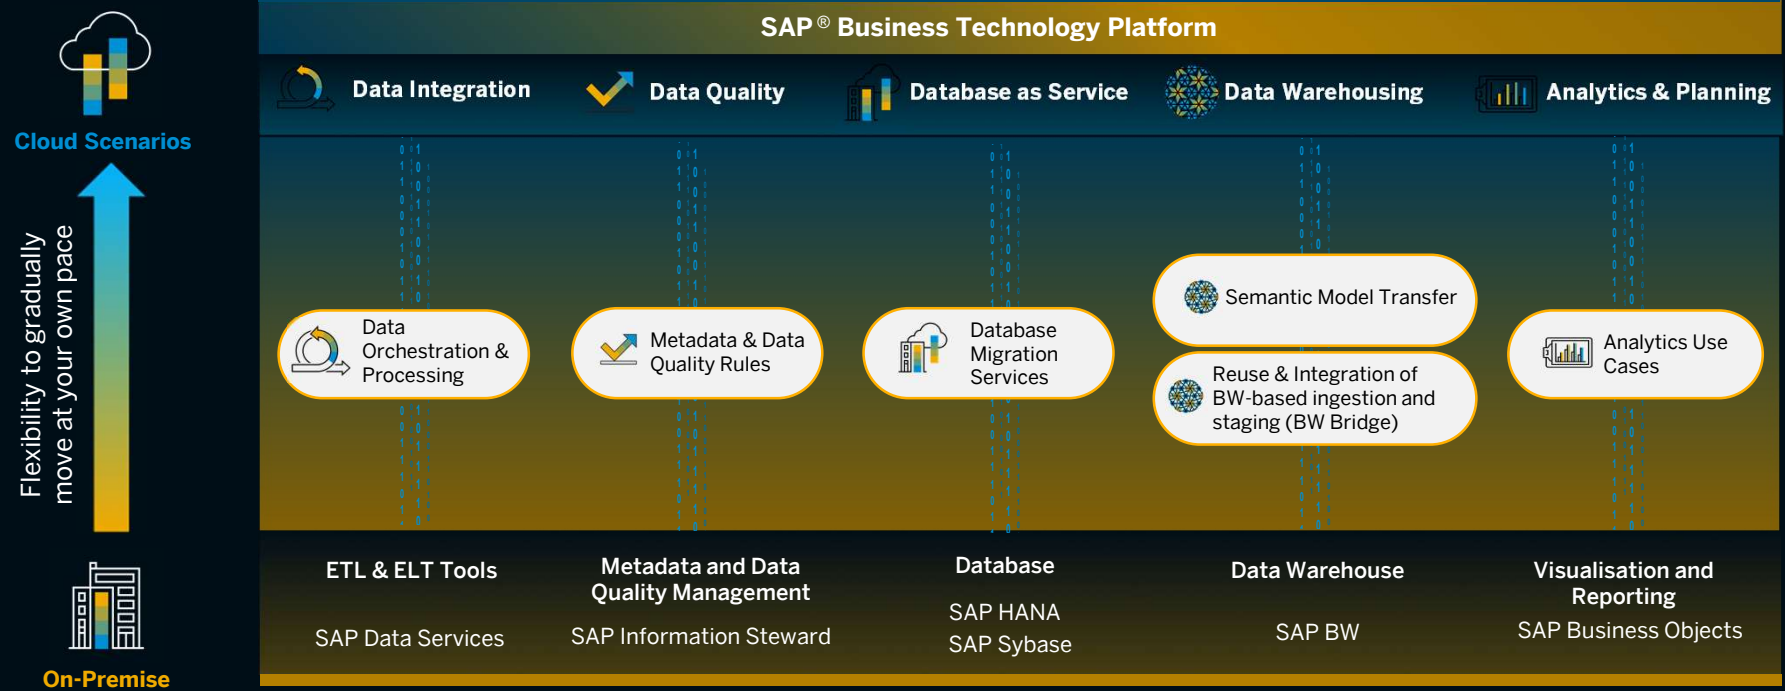 SAP® Business Technology Platform
Data Integration
Data Quality
Database as Service
Data Warehousing
Analytics & Planning
Cloud Scenarios
Flexibility to gradually
move at your own pace
On-Premise
Data
Orchestration &
Processing
Metadata & Data
Quality Rules
Database
Migration
Services
Semantic Model Transfer
Reuse & Integration of
BW-based ingestion and
staging (BW Bridge)
Analytics Use
Cases
ETL & ELT Tools
SAP Data Services
Metadata and Data
Quality Management
SAP Information Steward
Database
SAP HANA
SAP Sybase
Data Warehouse
SAP BW
Visualisation and
Reporting
SAP Business Objects